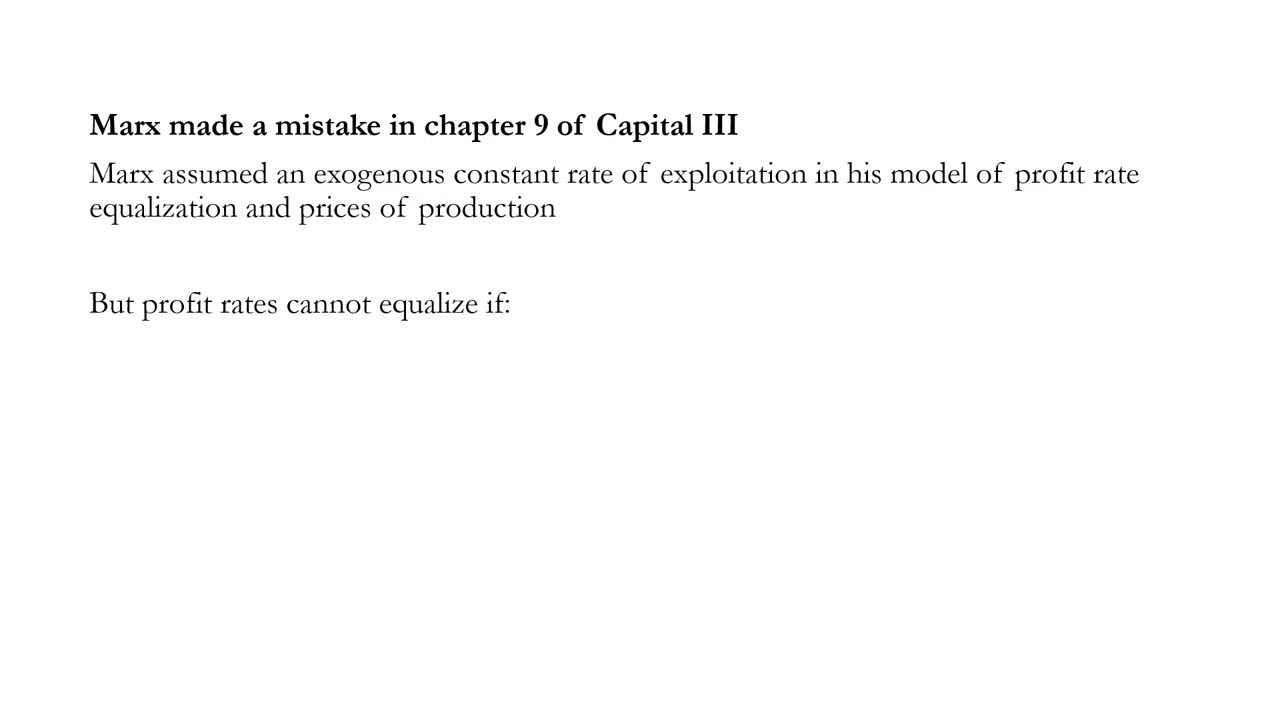 Marx made a mistake in chapter 9 of Capital III
Marx assumed an exogenous constant rate of exploitation in his model of profit rate
equalization and prices of production
But profit rates cannot equalize if: